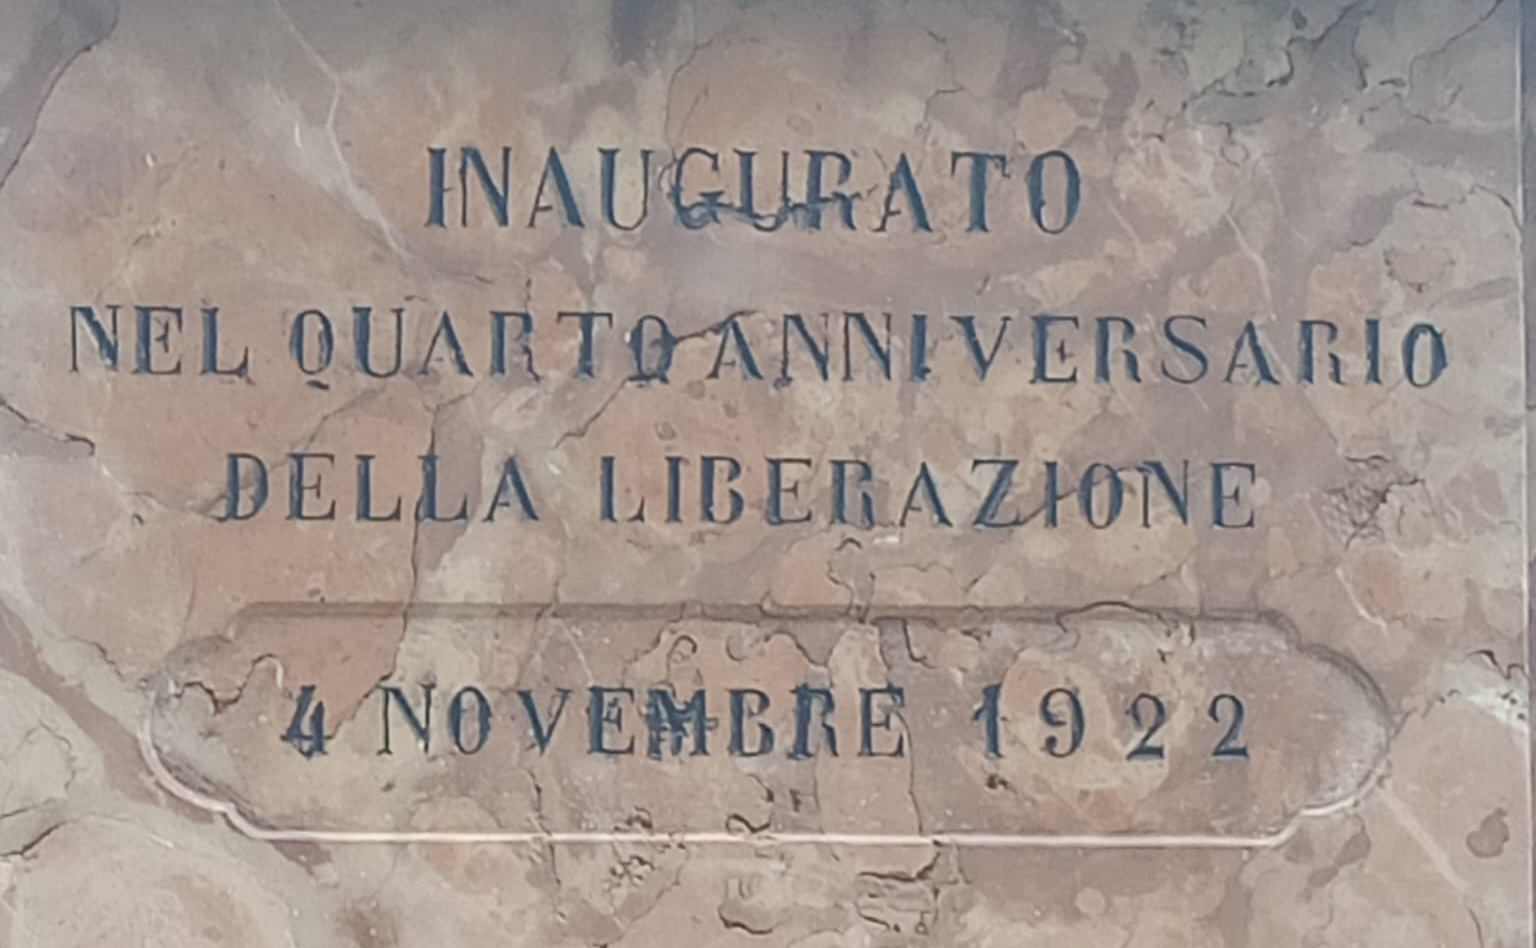 INAUGURATO
NEL QUARTO ANNIVERSARIO
DELLA LIBERAZIONE
4 NOVEMBRE 1922